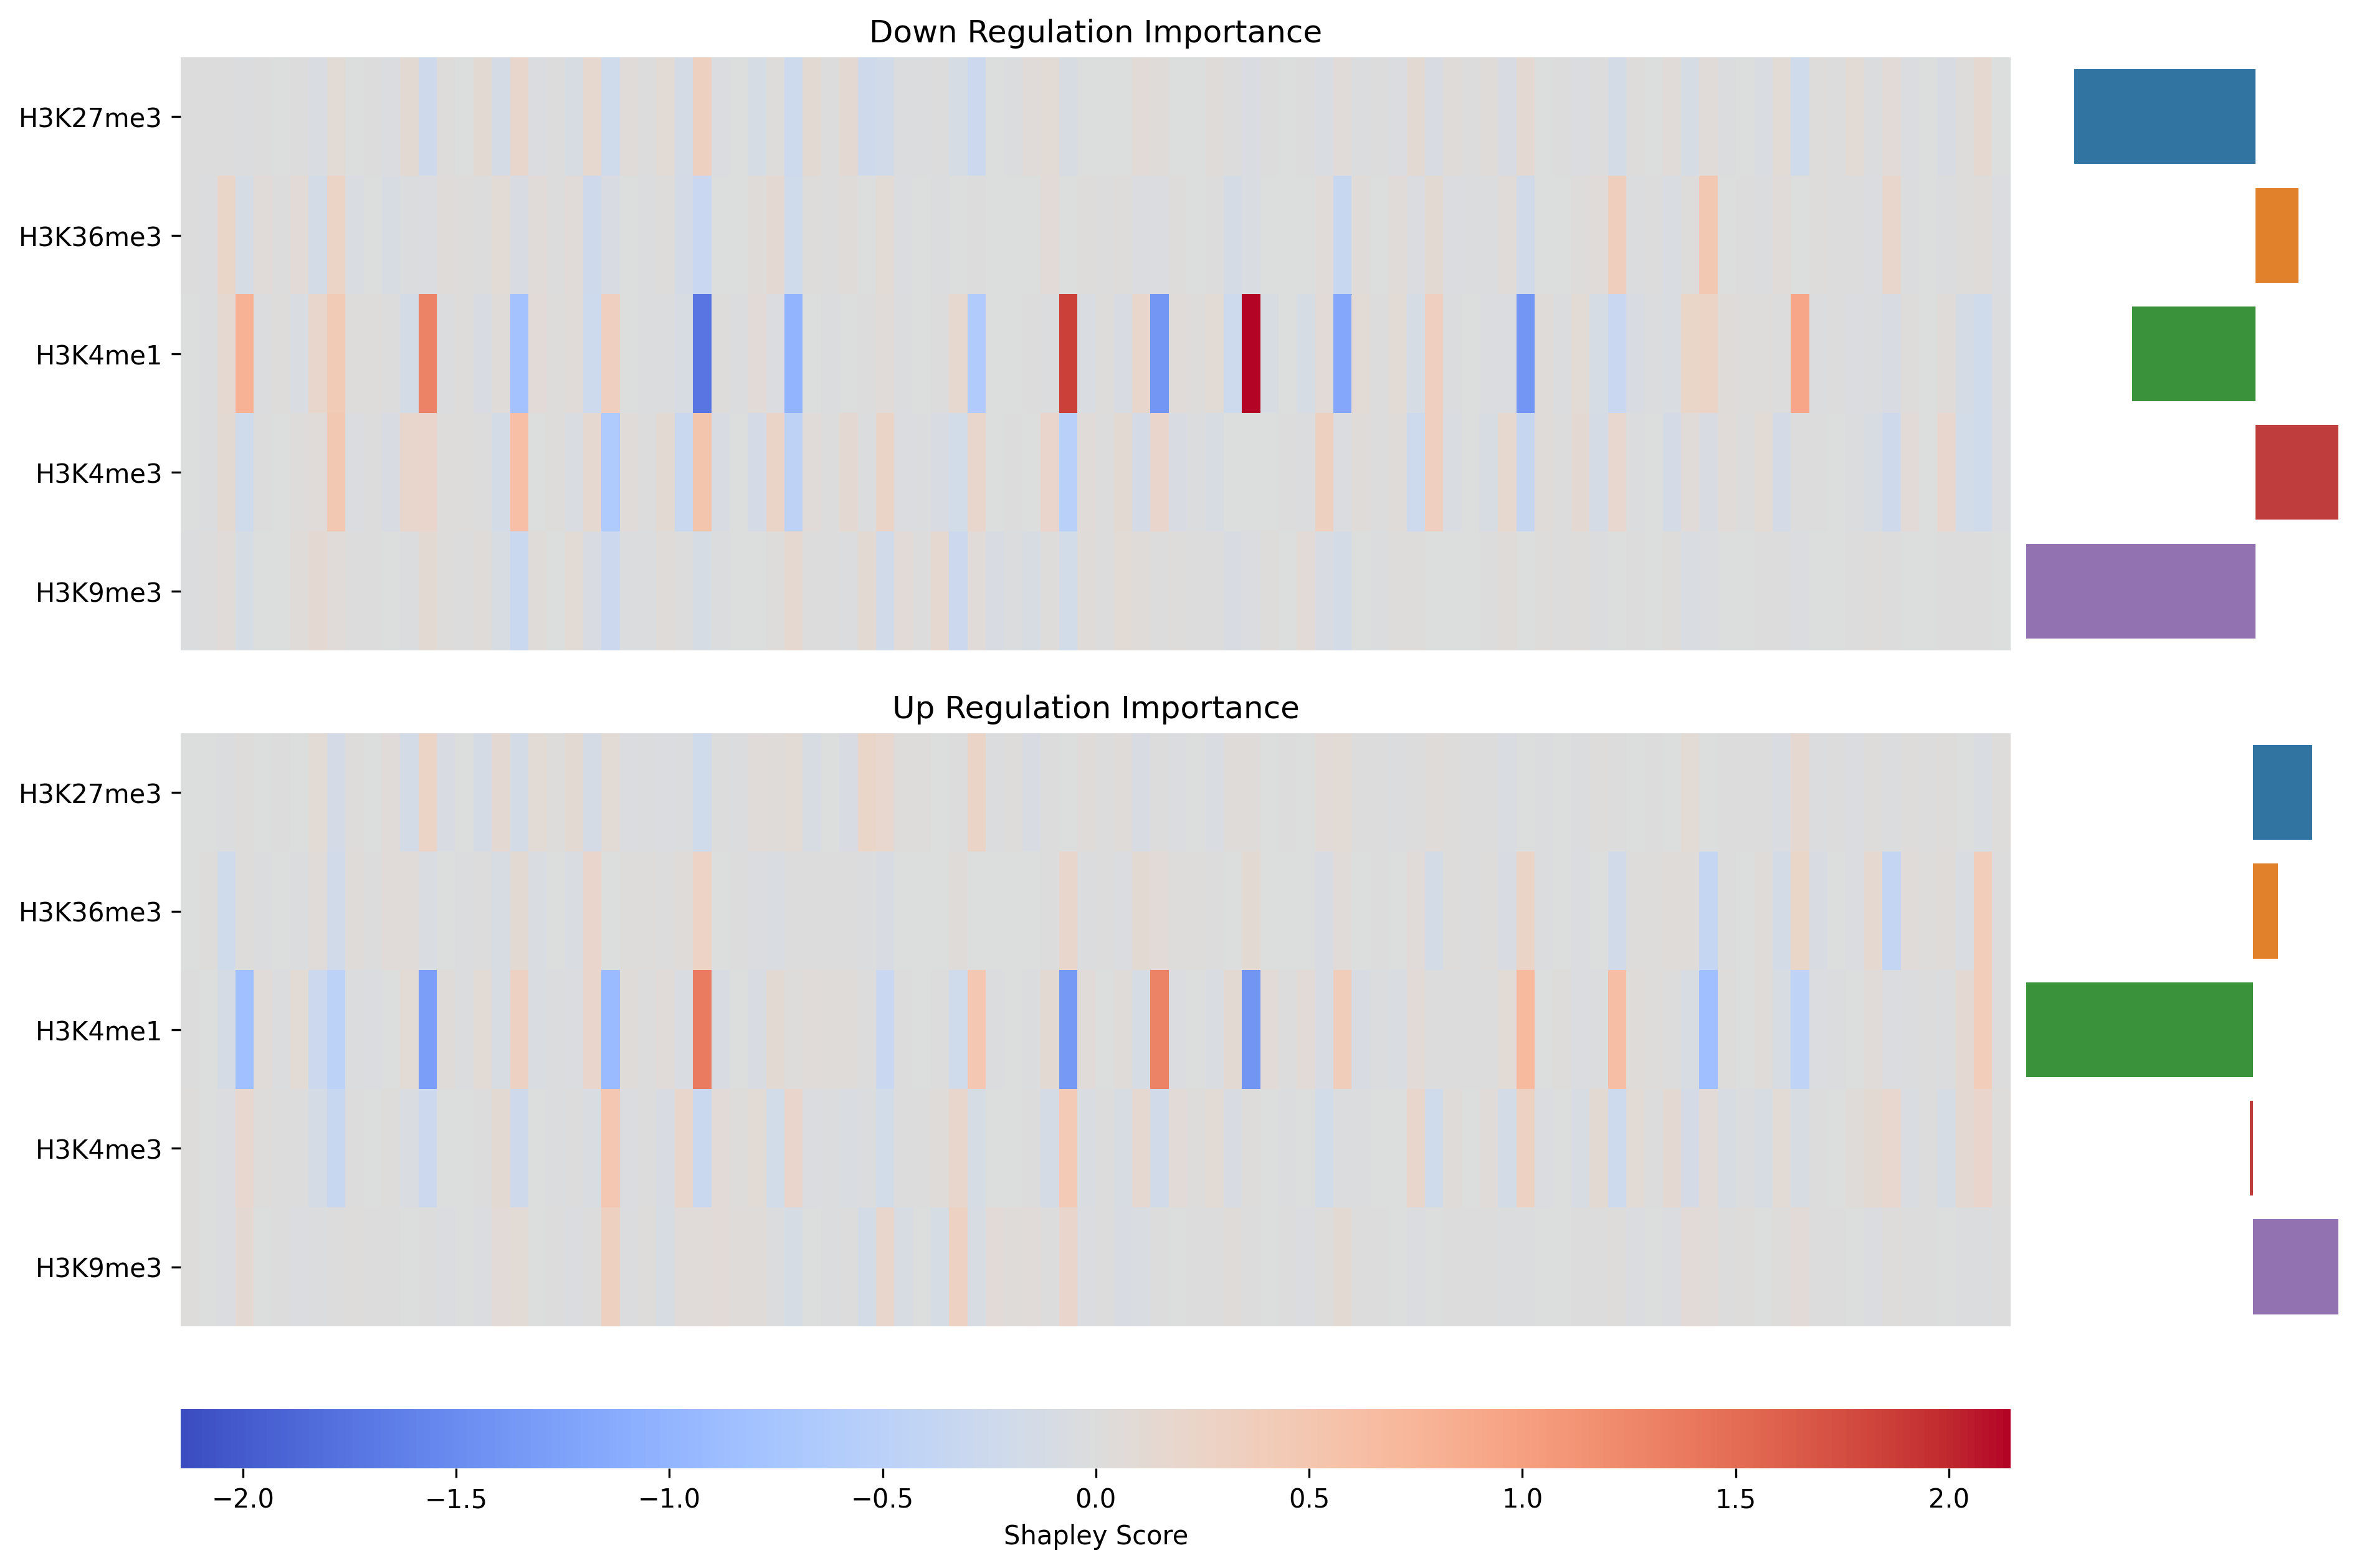 Down Regulation Importance
H3K27me3
H3K36me3
H3K4me1
H3K4me3
H3K9me3
Up Regulation Importance
H3K27me3
H3K36me3
H3K4me1
H3K4me3
H3K9me3
−2.0 −1.5 −1.0 −0.5 0.0 0.5 1.0 1.5 2.0
Shapley Score